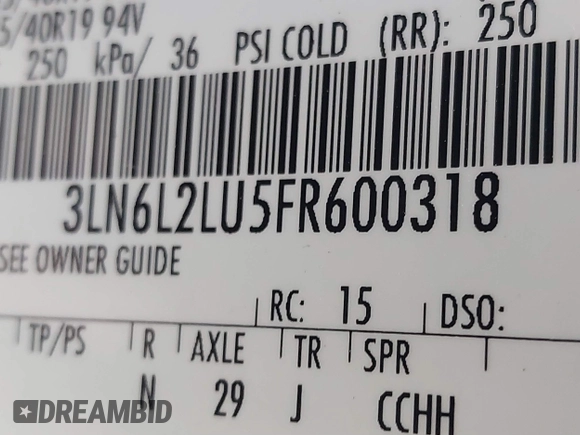 5/40R19 94V
250 kPa/ 36 PSI COLD (RR): 250
3LN6L2LU5FR600318
SEE OWNER GUIDE
RC: 15 DSO:
TP/PS R AXLE TR SPR
N 29 J CCHH
DREAMBID